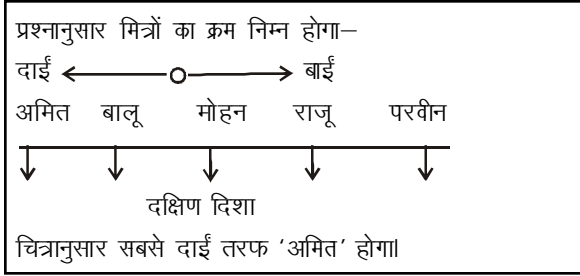 प्रश्नानुसार मित्रों का क्रम निम्न होगा–
दाईं बाईं
अमित बालू मोहन राजू परवीन
दक्षिण दिशा
चित्रानुसार सबसे दाईं तरफ 'अमित' होगा।